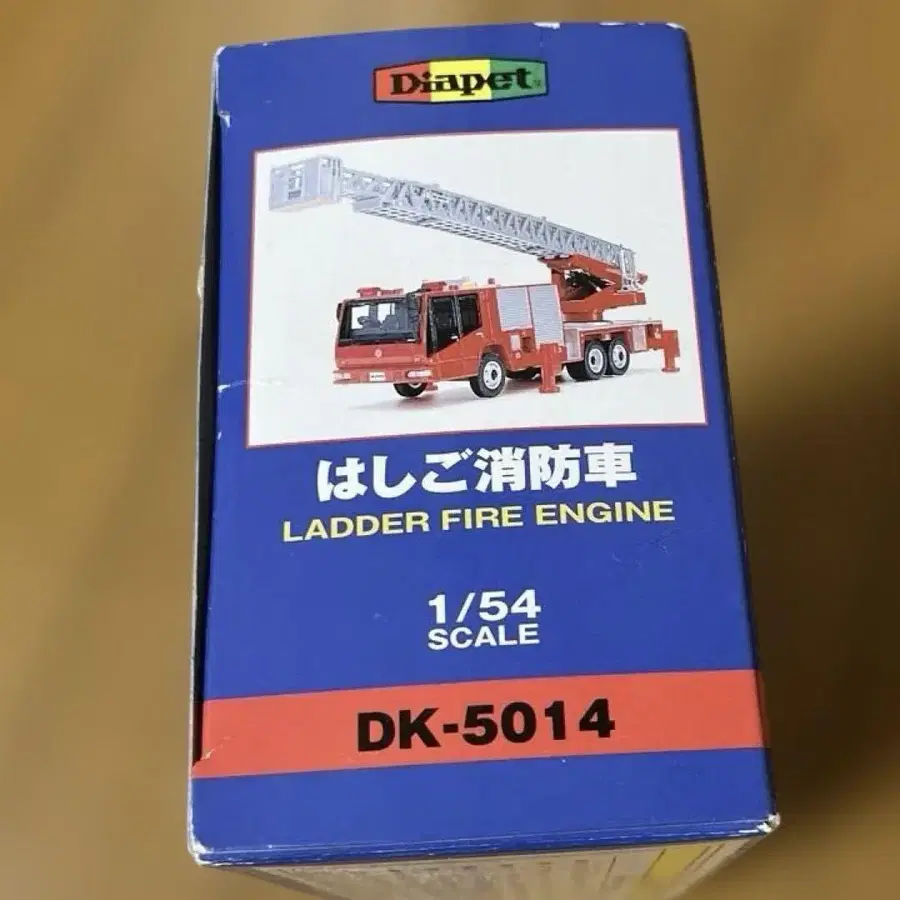 Diapet
はしご消防車
LADDER FIRE ENGINE
1/54
SCALE
DK-5014